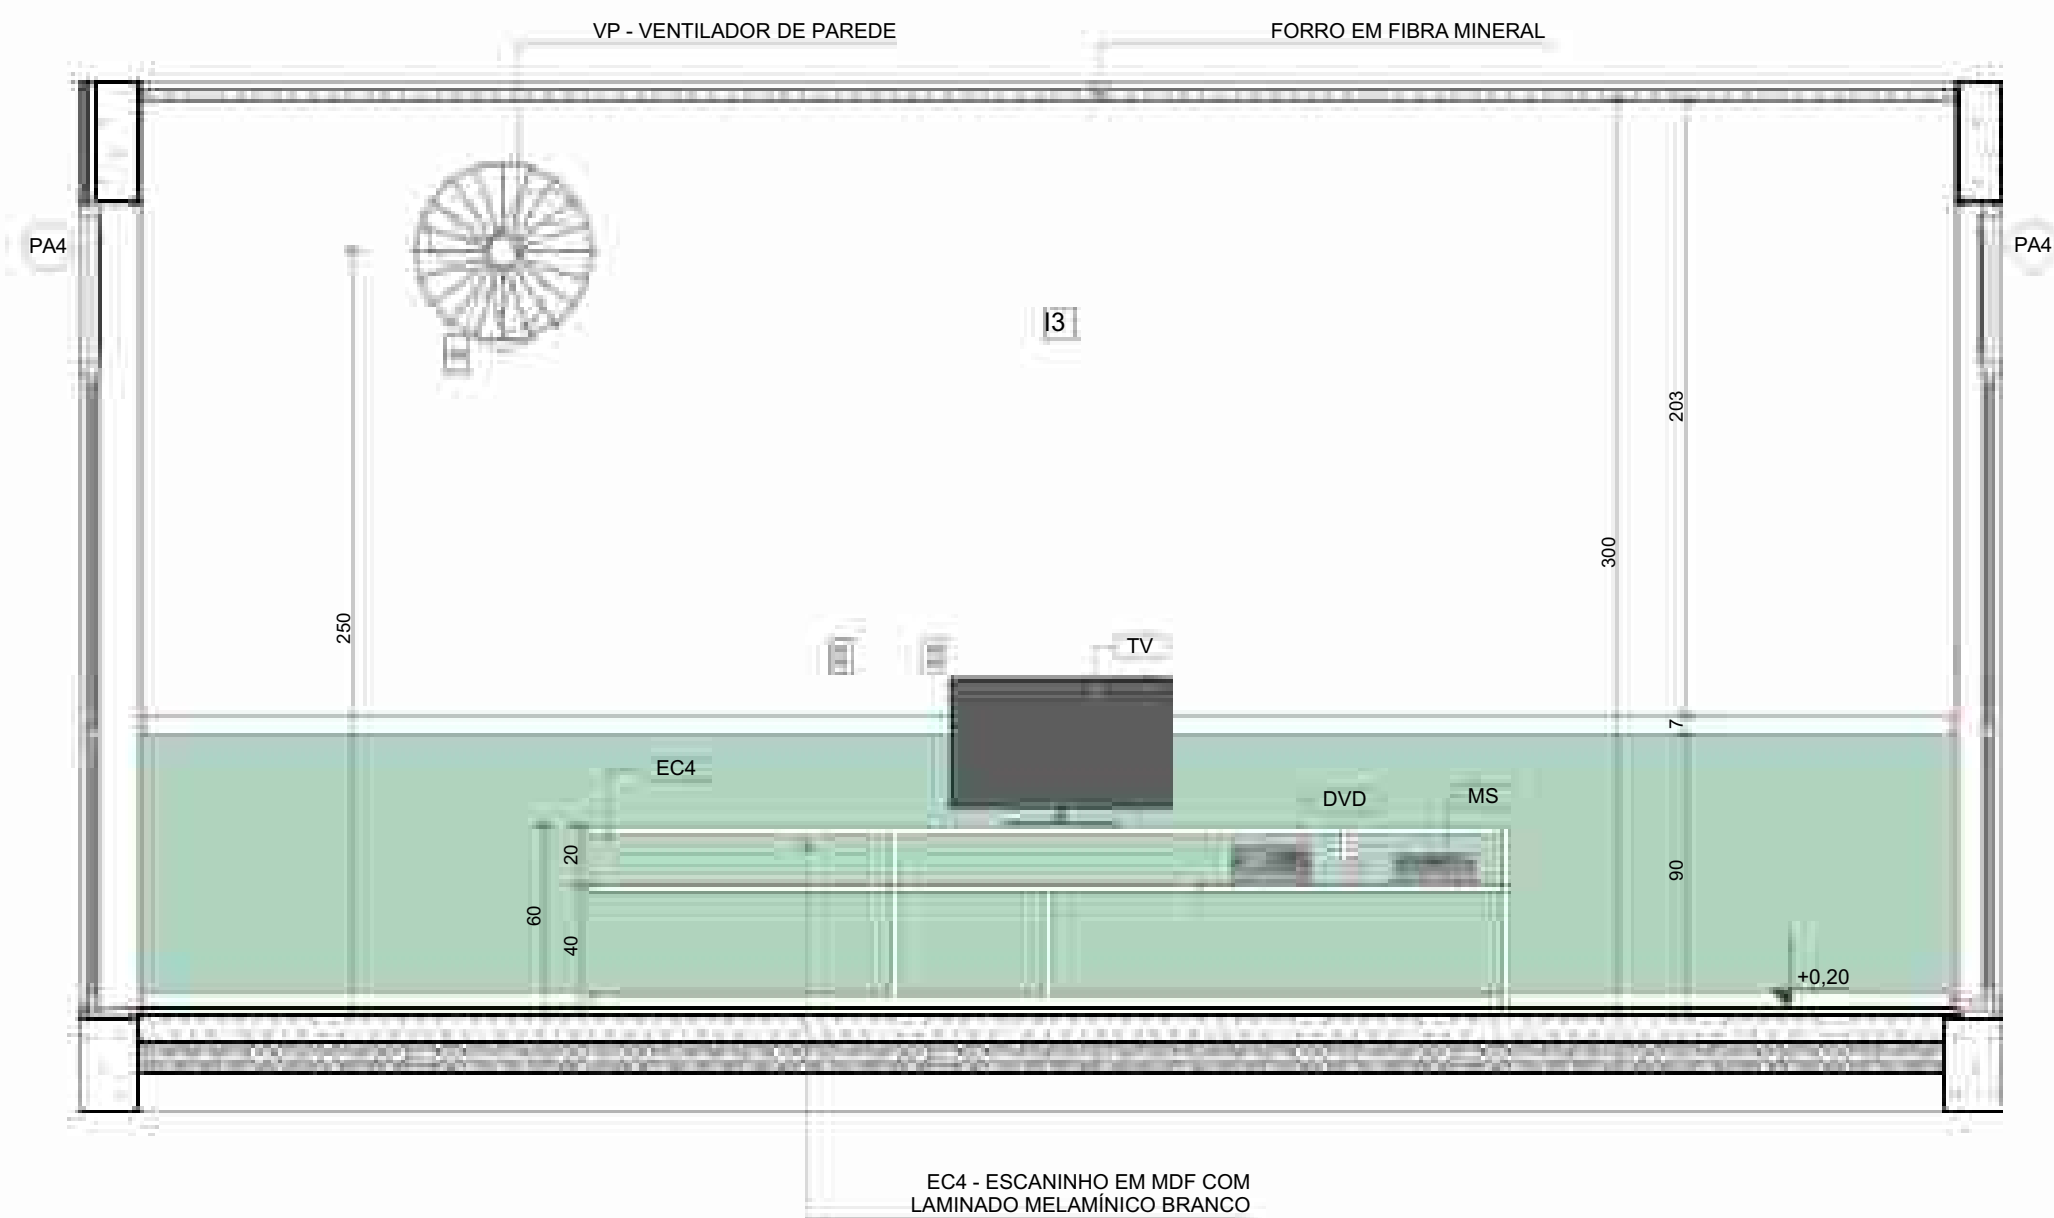 VP - VENTILADOR DE PAREDE
FORRO EM FIBRA MINERAL
PA4
PA4
I3
203
300
250
TV
7
EC4
DVD
MS
20
90
60
40
+0,20
EC4 - ESCANINHO EM MDF COM
LAMINADO MELAMÍNICO BRANCO